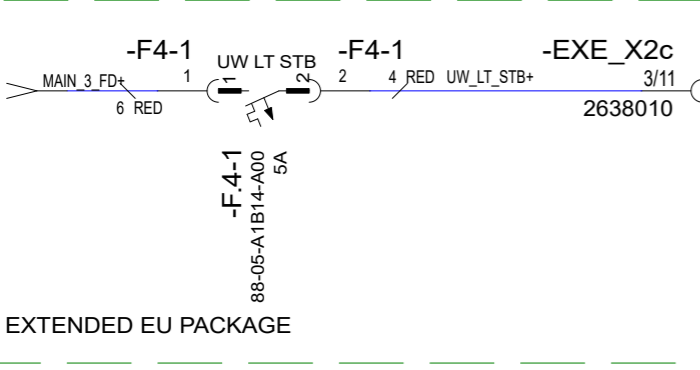 -F4-1
UW LT STB
-F4-1
-EXE_X2c
MAIN_3_FD+
1
1
2
2
4 RED
UW_LT_STB+
3/11
6 RED
2638010
-F.4-1
88-05-A1B14-A00
5A
EXTENDED EU PACKAGE